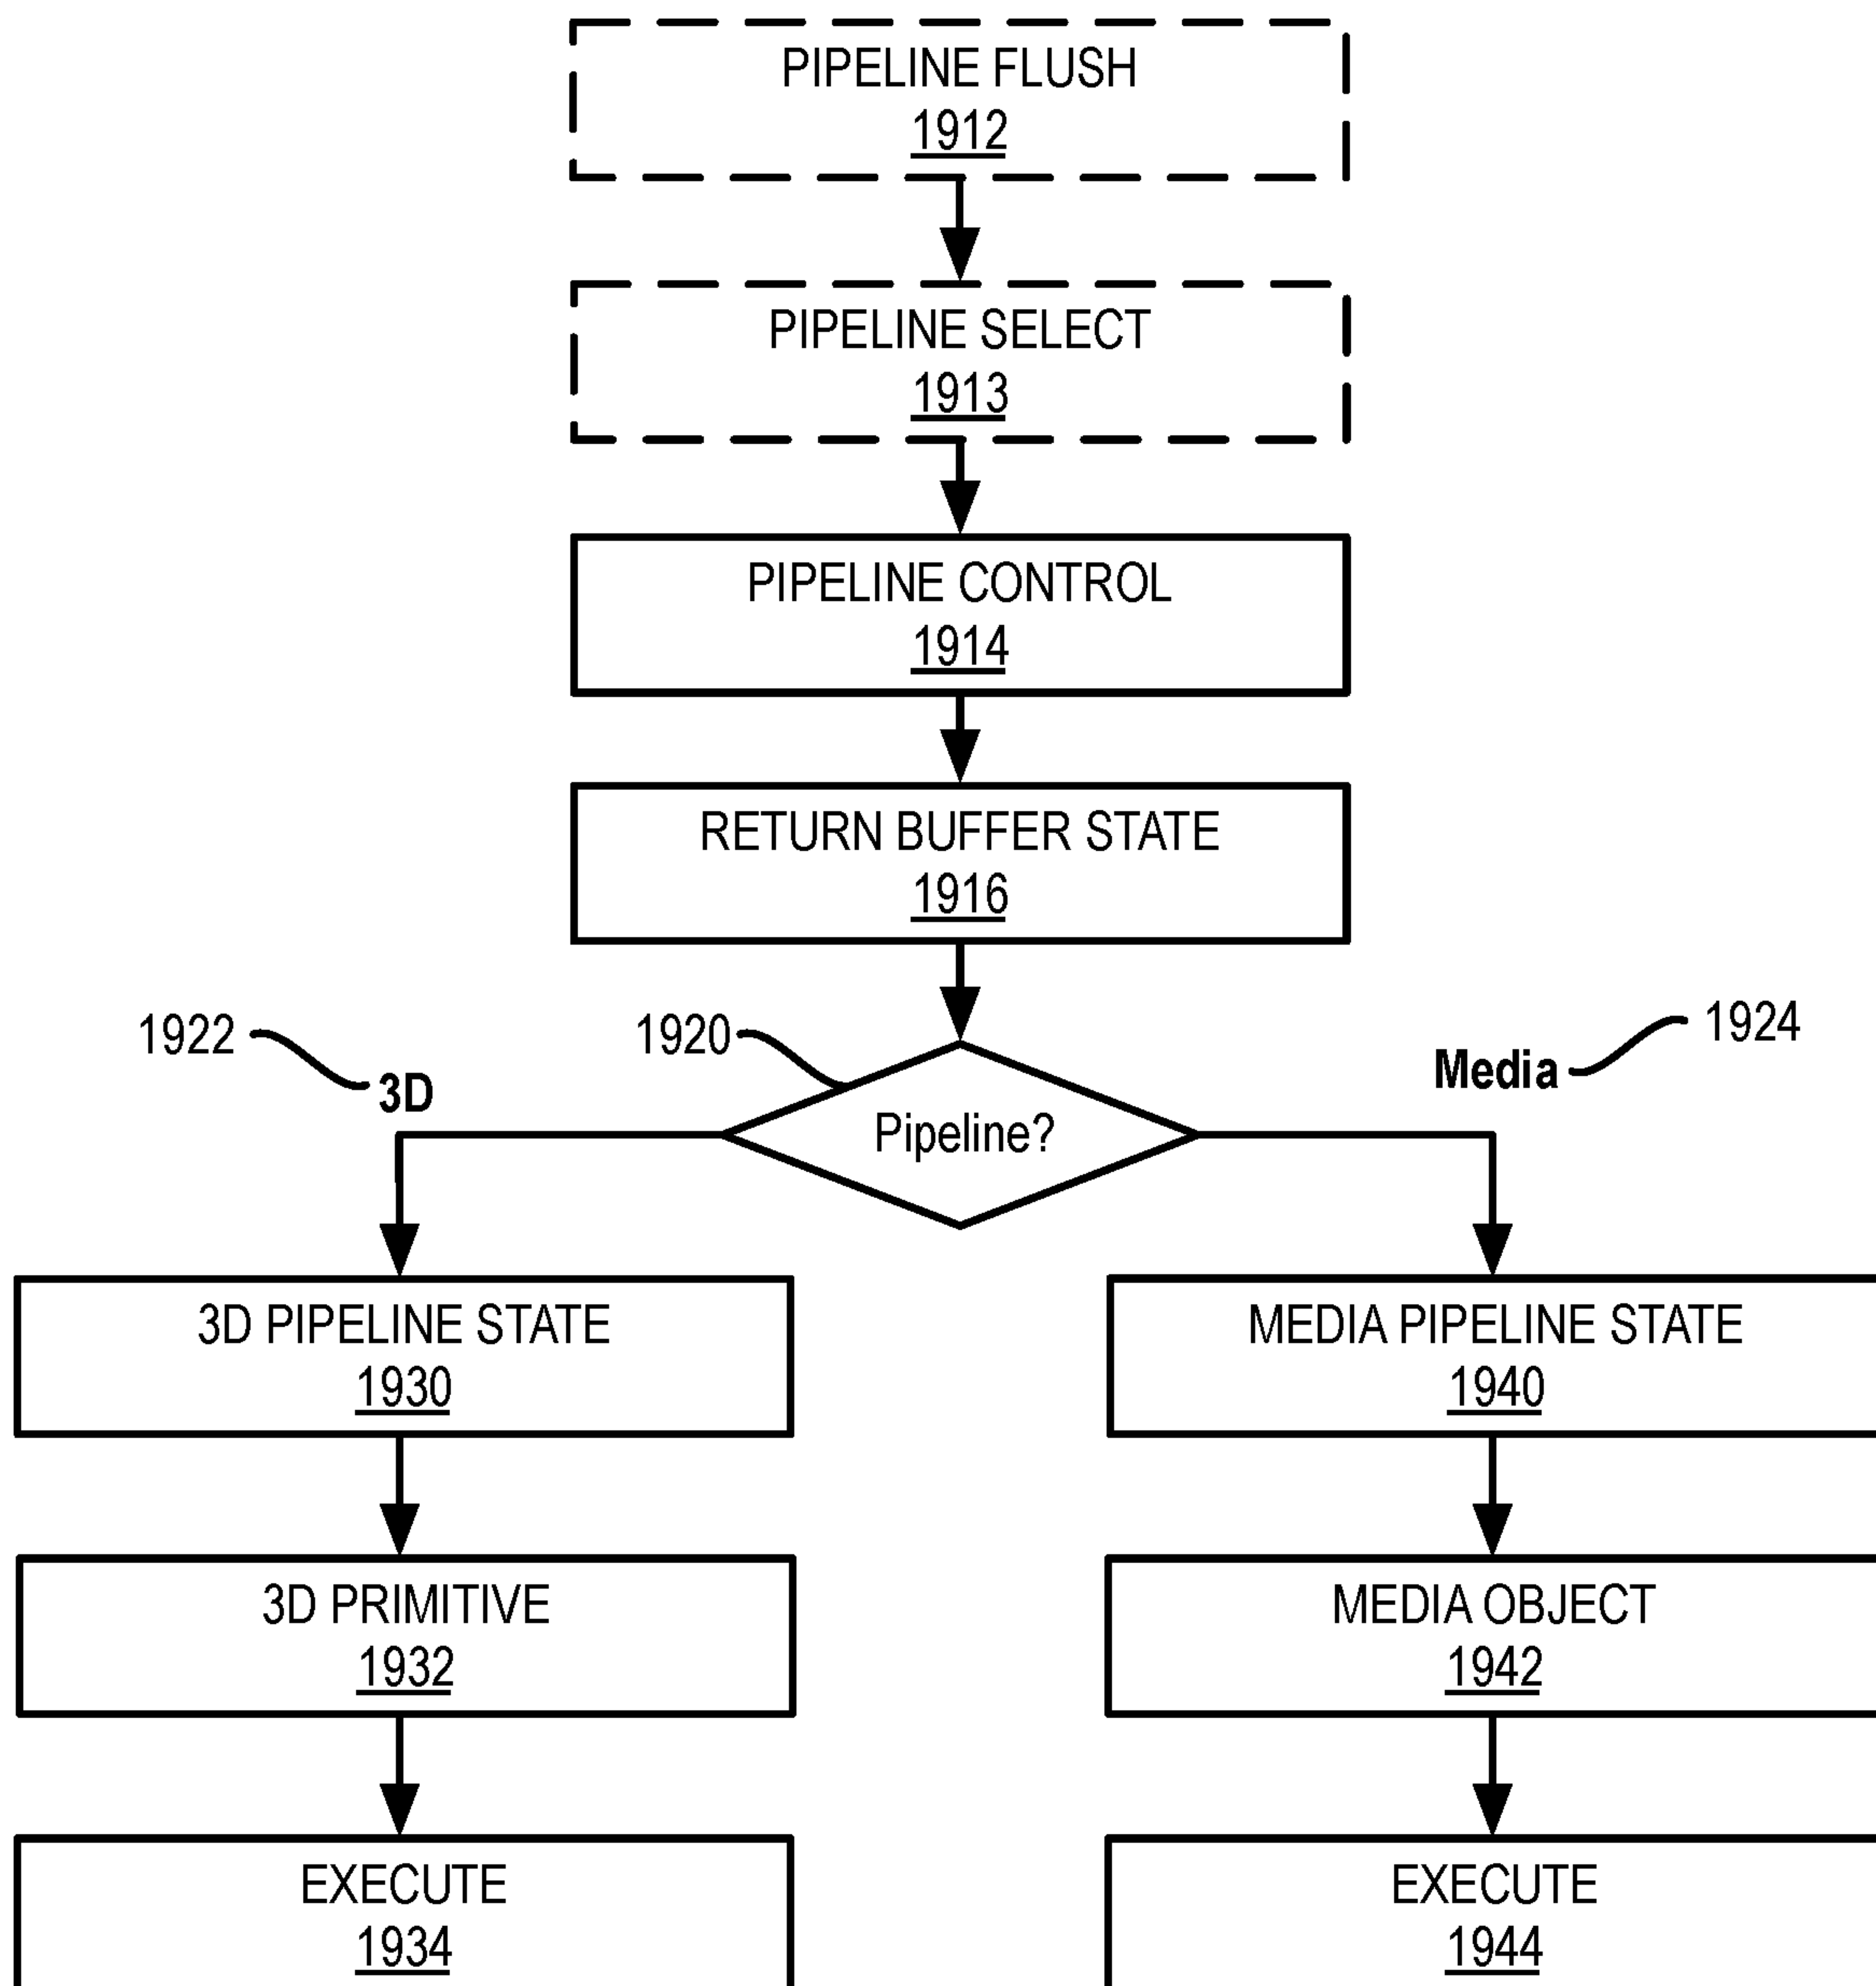 PIPELINE FLUSH
1912
PIPELINE SELECT
1913
PIPELINE CONTROL
1914
RETURN BUFFER STATE
1916
1922
1920
1924
3D
Media
Pipeline?
3D PIPELINE STATE
1930
MEDIA PIPELINE STATE
1940
3D PRIMITIVE
1932
MEDIA OBJECT
1942
EXECUTE
1934
EXECUTE
1944